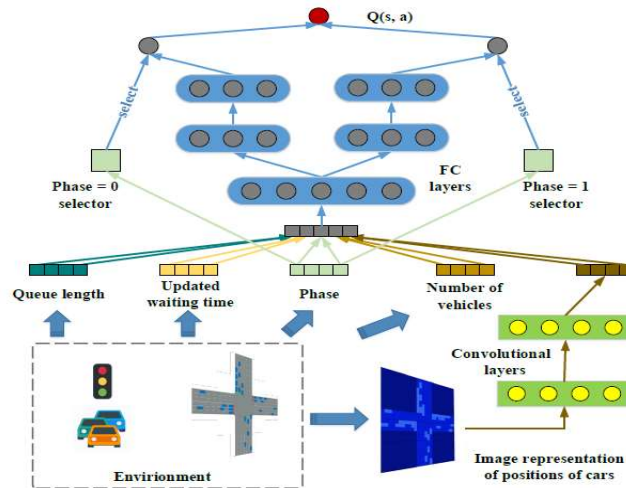 Q(s, a)
select
select
FC
layers
Phase = 0
selector
Phase = 1
selector
Queue length
Updated
waiting time
Phase
Number of
vehicles
Convolutional
layers
Envirionment
Image representation
of positions of cars